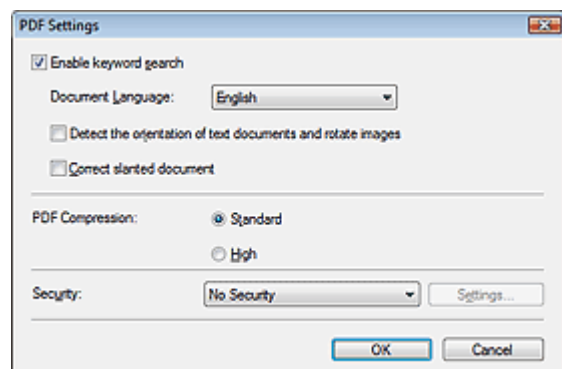 PDF Settings
Enable keyword search
Document Language: English
Detect the orientation of text documents and rotate images
Correct slanted document
PDF Compression: Standard
High
Security: No Security Settings...
OK Cancel